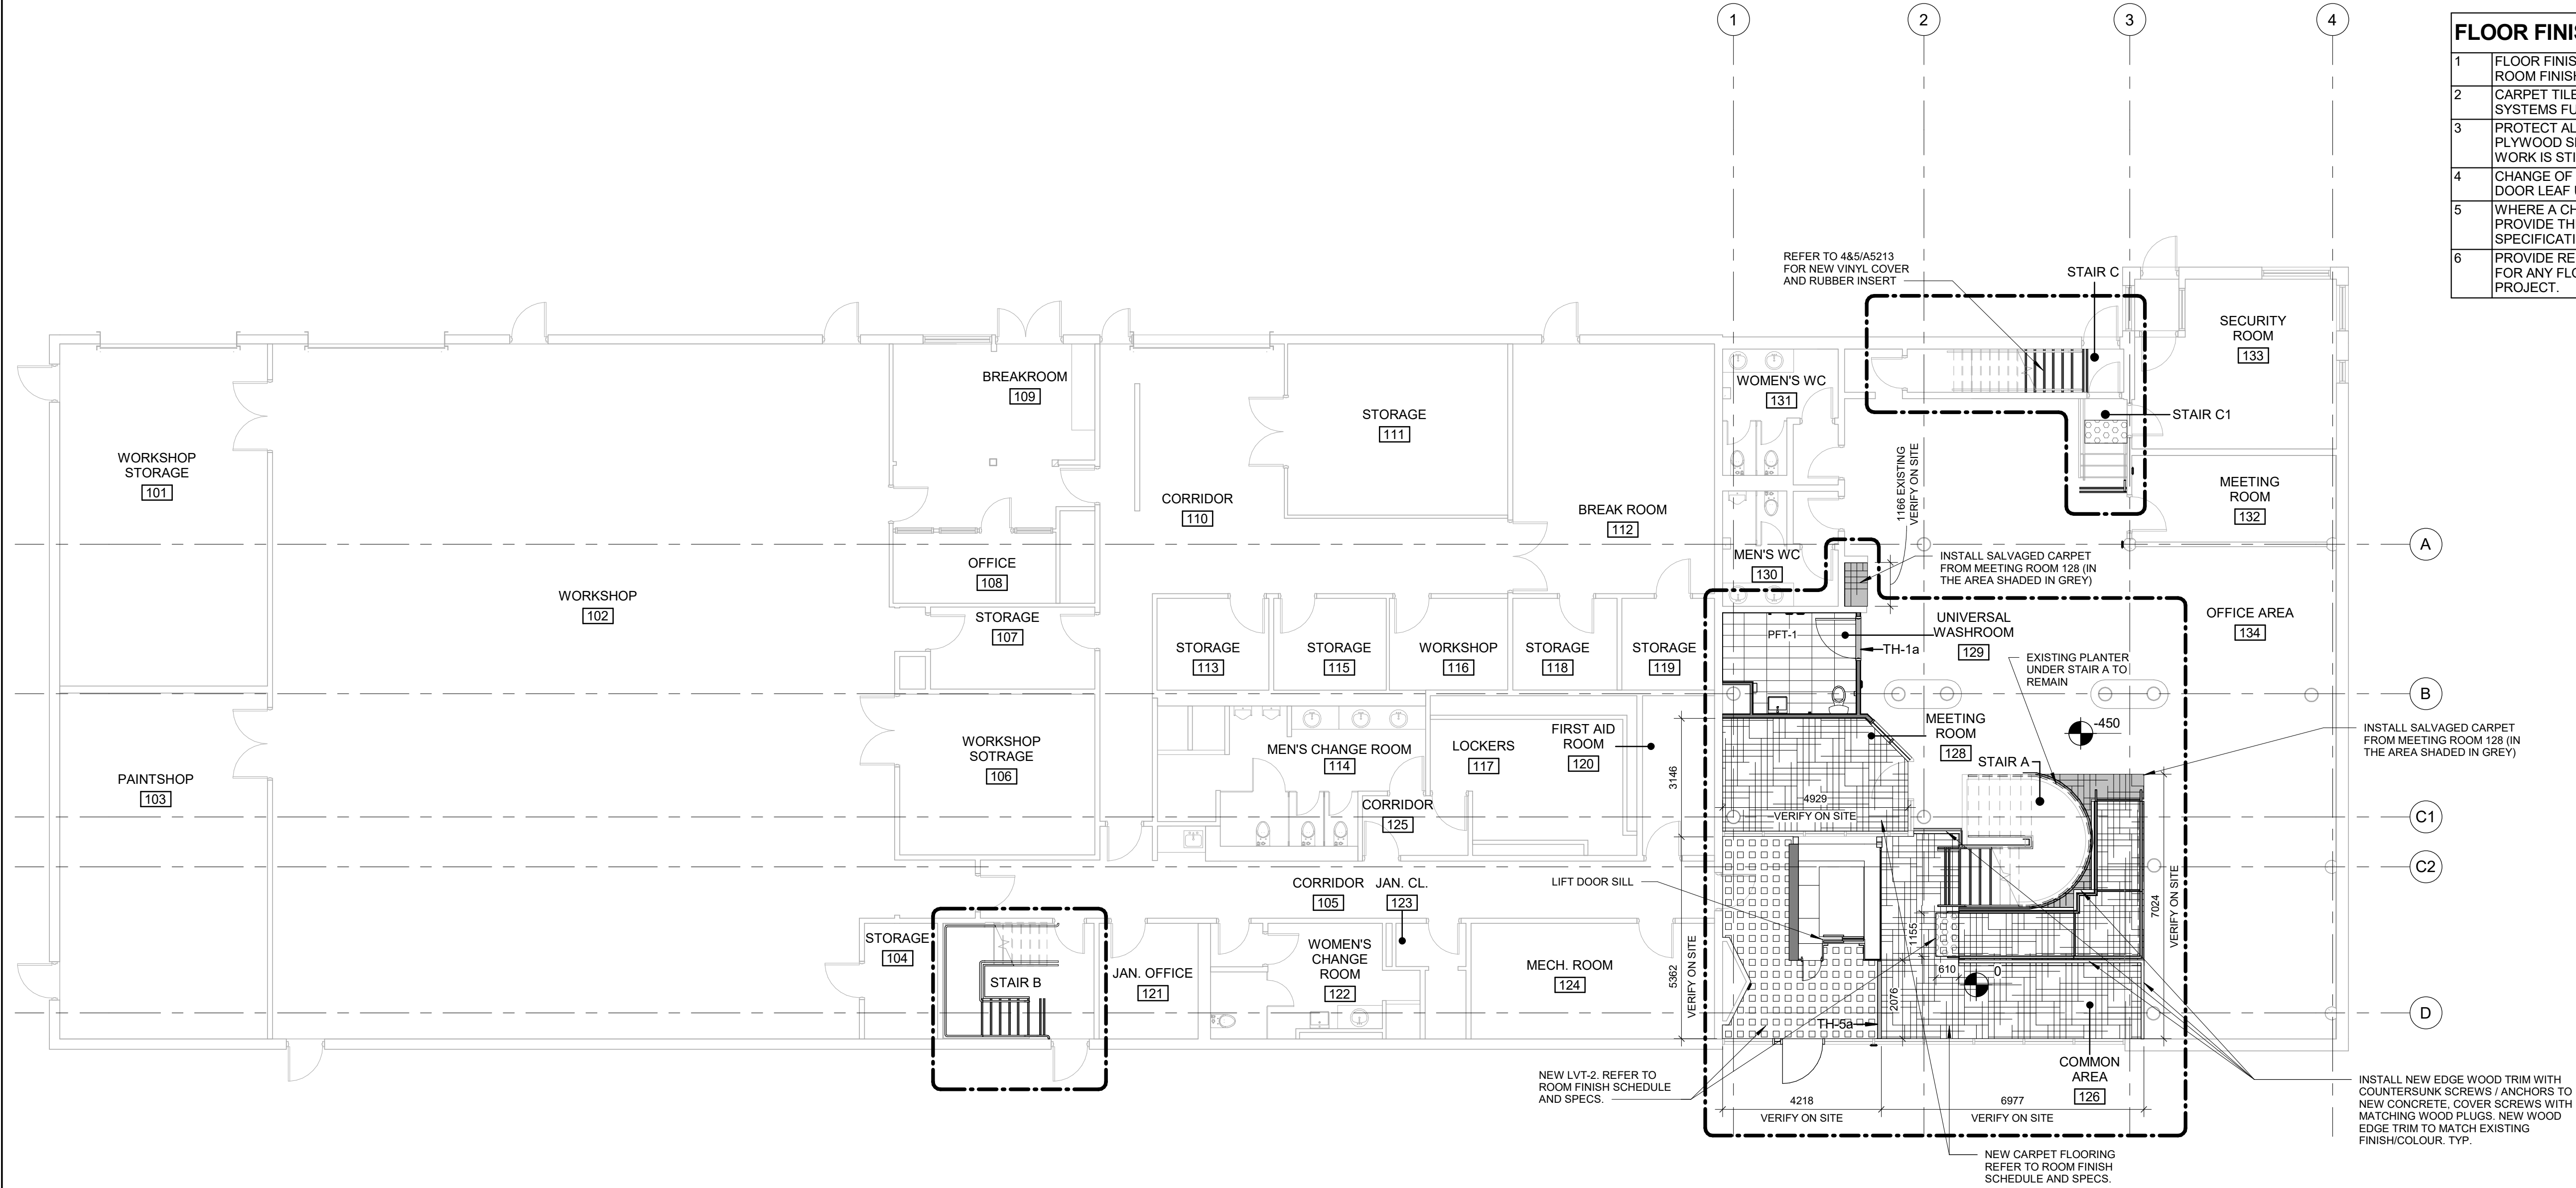 1
2
3
4
FLOOR FINIS
1
FLOOR FINIS
ROOM FINISH
2
CARPET TILE
SYSTEMS FU
3
PROTECT AL
PLYWOOD S
WORK IS STI
4
CHANGE OF
DOOR LEAF
5
WHERE A CH
PROVIDE TH
SPECIFICATI
6
PROVIDE RE
FOR ANY FLO
PROJECT.
REFER TO 4&5/A5213
FOR NEW VINYL COVER
AND RUBBER INSERT
STAIR C
SECURITY
ROOM
133
STAIR C1
BREAKROOM
109
WOMEN'S WC
131
STORAGE
111
WORKSHOP
STORAGE
101
CORRIDOR
110
BREAK ROOM
112
1166 EXISTING
VERIFY ON SITE
MEETING
ROOM
132
A
MEN'S WC
130
INSTALL SALVAGED CARPET
FROM MEETING ROOM 128 (IN
THE AREA SHADED IN GREY)
OFFICE
108
WORKSHOP
102
STORAGE
107
OFFICE AREA
134
UNIVERSAL
WASHROOM
129
PFT-1
TH-1a
STORAGE
113
STORAGE
115
WORKSHOP
116
STORAGE
118
STORAGE
119
EXISTING PLANTER
UNDER STAIR A TO
REMAIN
B
MEETING
ROOM
128
-450
INSTALL SALVAGED CARPET
FROM MEETING ROOM 128 (IN
THE AREA SHADED IN GREY)
WORKSHOP
SOTRAGE
106
MEN'S CHANGE ROOM
114
LOCKERS
117
FIRST AID
ROOM
120
STAIR A
PAINTSHOP
103
3146
4929
VERIFY ON SITE
CORRIDOR
125
C1
C2
CORRIDOR
105
JAN. CL.
123
LIFT DOOR SILL
7024
VERIFY ON SITE
STORAGE
104
STAIR B
JAN. OFFICE
121
WOMEN'S
CHANGE
ROOM
122
MECH. ROOM
124
5362
VERIFY ON SITE
1155
610
0
2076
D
TH-5a
COMMON
AREA
126
NEW LVT-2. REFER TO
ROOM FINISH SCHEDULE
AND SPECS.
4218
VERIFY ON SITE
6977
VERIFY ON SITE
INSTALL NEW EDGE WOOD TRIM WITH
COUNTERSUNK SCREWS / ANCHORS TO
NEW CONCRETE, COVER SCREWS WITH
MATCHING WOOD PLUGS. NEW WOOD
EDGE TRIM TO MATCH EXISTING
FINISH/COLOUR. TYP.
NEW CARPET FLOORING
REFER TO ROOM FINISH
SCHEDULE AND SPECS.